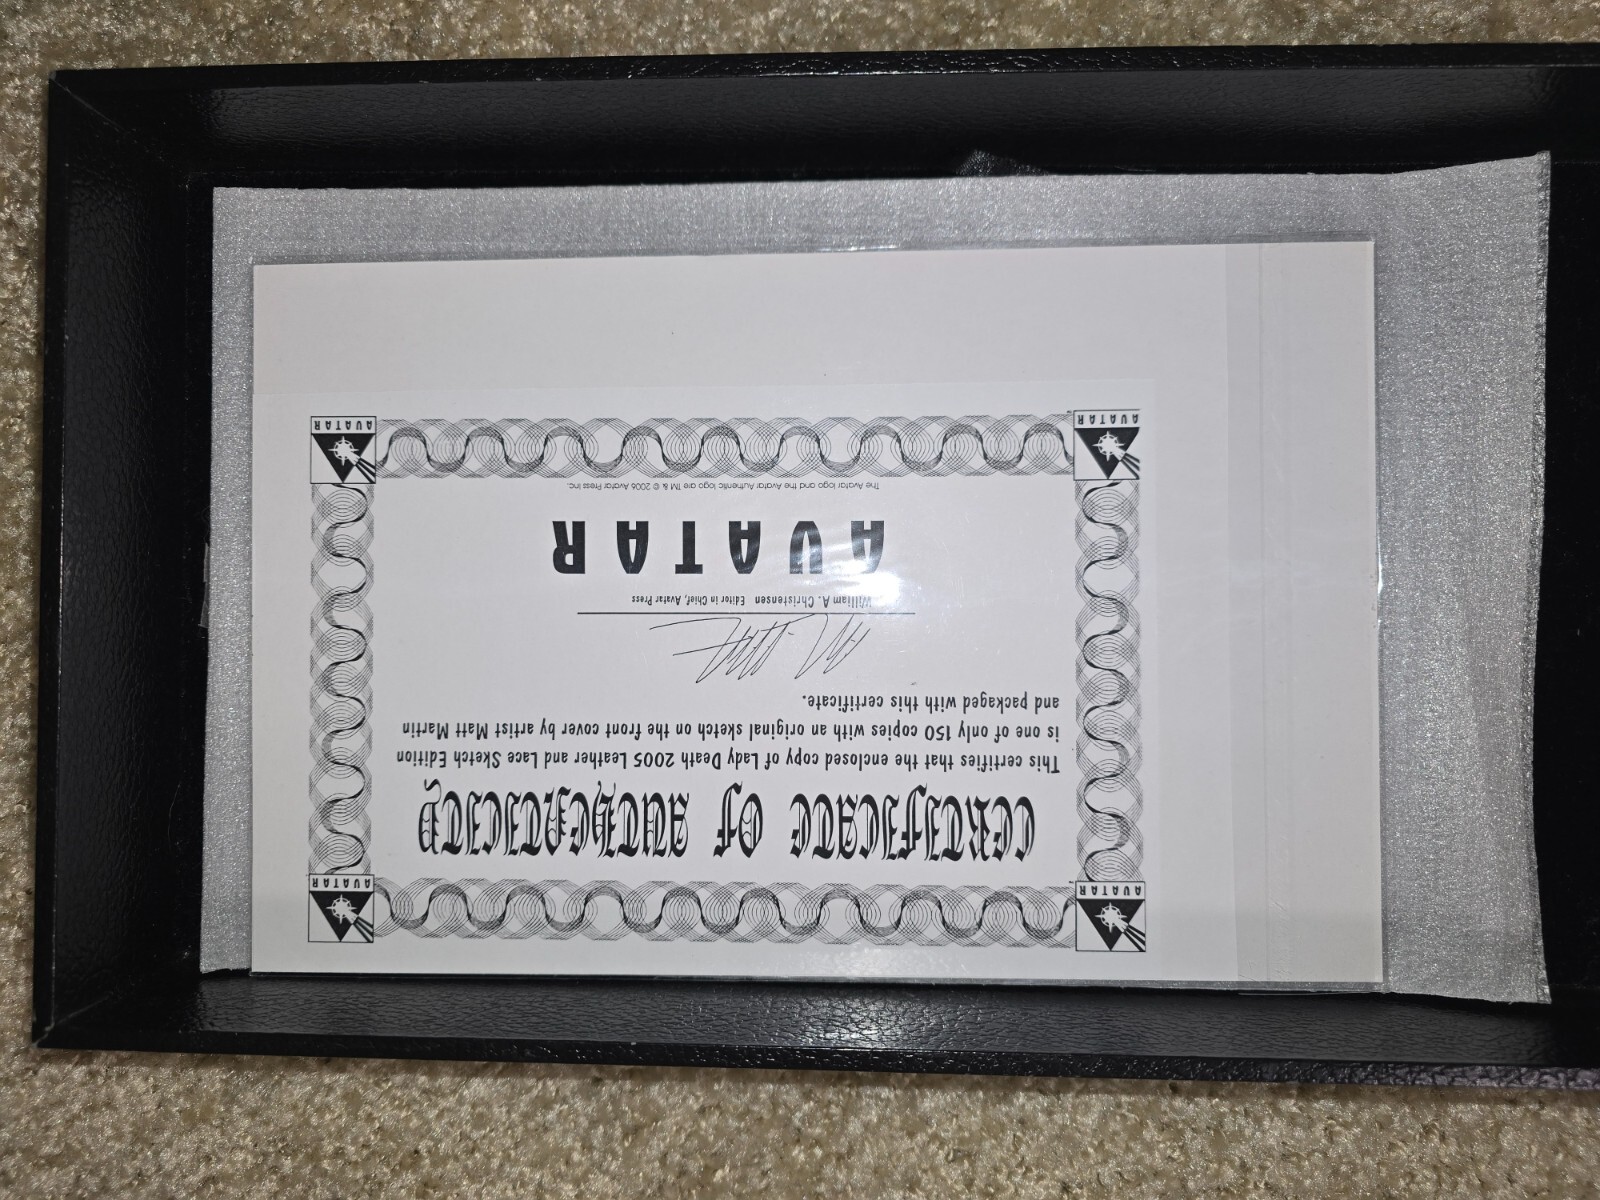 AVATAR
AVATAR
CERTIFICATE OF AUTHENTICITY
This certifies that the enclosed copy of Lady Death 2005 Leather and Lace Sketch Edition
is one of only 150 copies with an original sketch on the front cover by artist Matt Martin
and packaged with this certificate.
William A. Christensen Editor in Chief, Avatar Press
AVATAR
The Avatar logo and the Avatar Authentic logo are TM & © 2006 Avatar Press Inc.
AVATAR
AVATAR